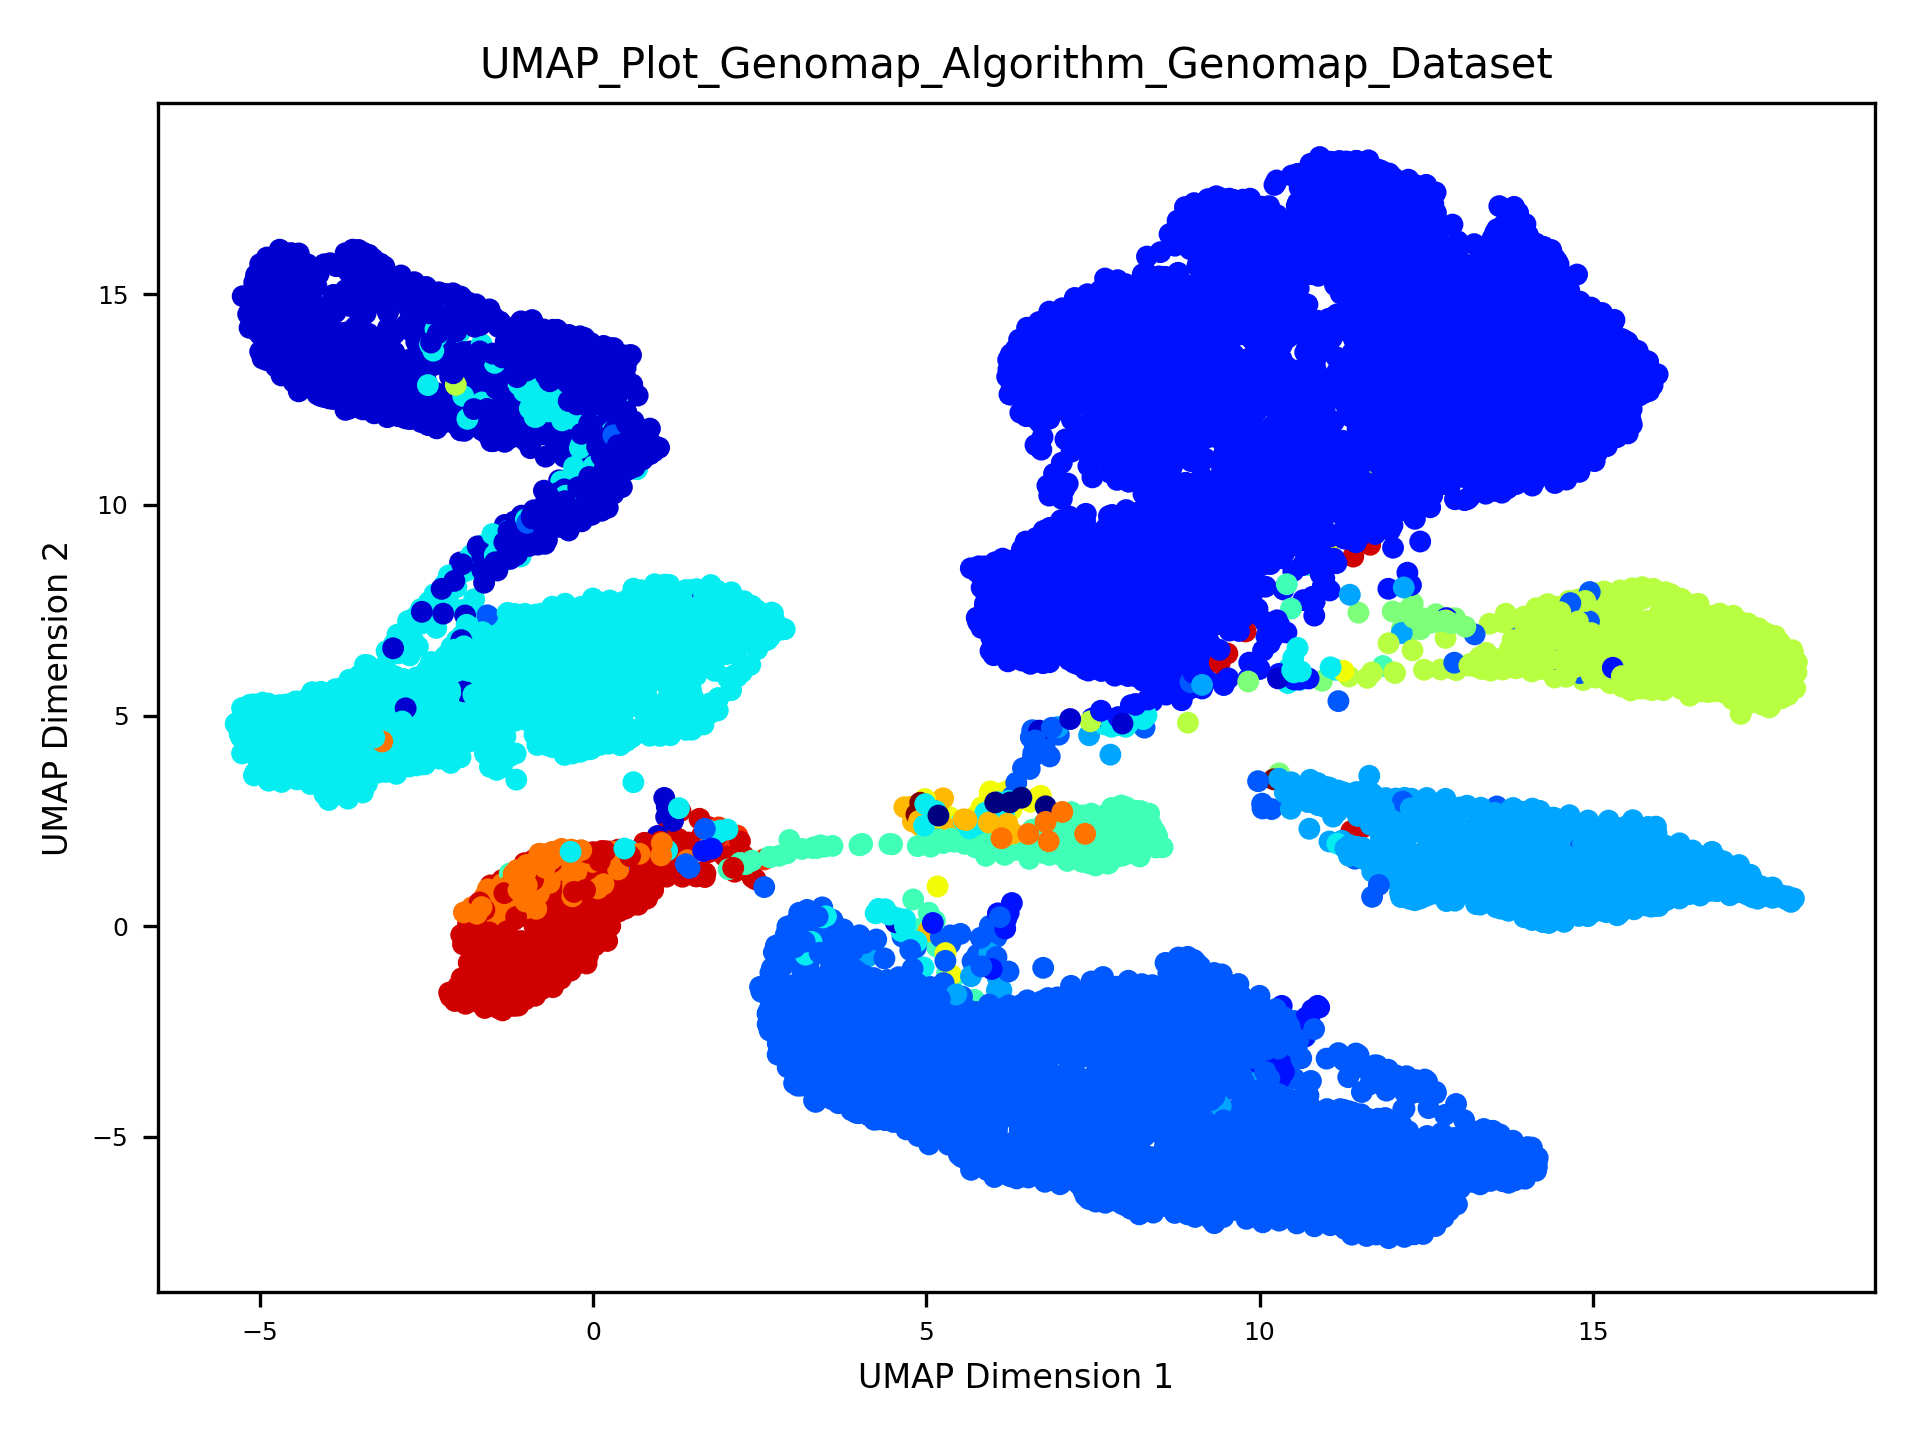 UMAP_Plot_Genomap_Algorithm_Genomap_Dataset
15
10
5
0
−5
UMAP Dimension 2
−5 0 5 10 15
UMAP Dimension 1